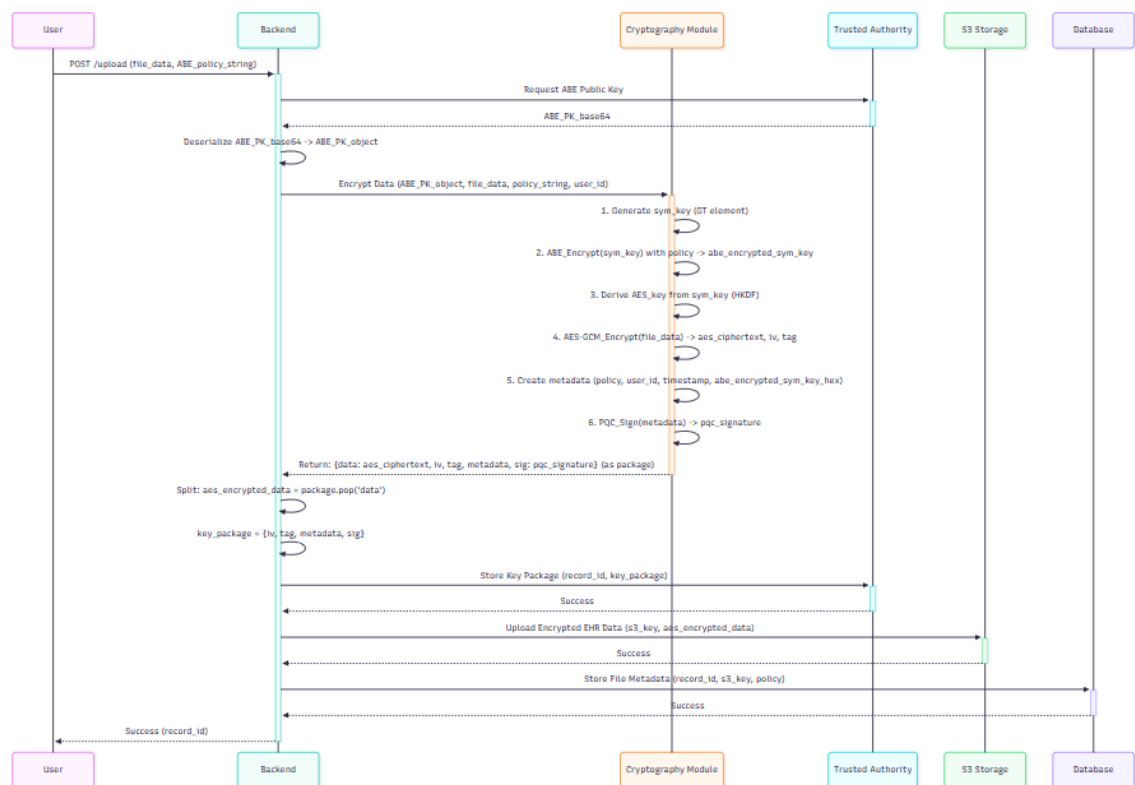 User
Backend
Cryptography Module
Trusted Authority
S3 Storage
Database
POST /upload (file_data, ABE_policy_string)
Request ABE Public Key
ABE_PK_base64
Deserialize ABE_PK_base64 -> ABE_PK_object
Encrypt Data (ABE_PK_object, file_data, policy_string, user_id)
1. Generate sym_key (GT element)
2. ABE_Encrypt(sym_key) with policy -> abe_encrypted_sym_key
3. Derive AES_key from sym_key (HKDF)
4. AES-GCM_Encrypt(file_data) -> aes_ciphertext, iv, tag
5. Create metadata (policy, user_id, timestamp, abe_encrypted_sym_key_hex)
6. PQC_Sign(metadata) -> pqc_signature
Return: {data: aes_ciphertext, iv, tag, metadata, sig: pqc_signature} (as package)
Split: aes_encrypted_data = package.pop('data')
key_package = {iv, tag, metadata, sig}
Store Key Package (record_id, key_package)
Success
Upload Encrypted EHR Data (s3_key, aes_encrypted_data)
Success
Store File Metadata (record_id, s3_key, policy)
Success
Success (record_id)
User
Backend
Cryptography Module
Trusted Authority
S3 Storage
Database